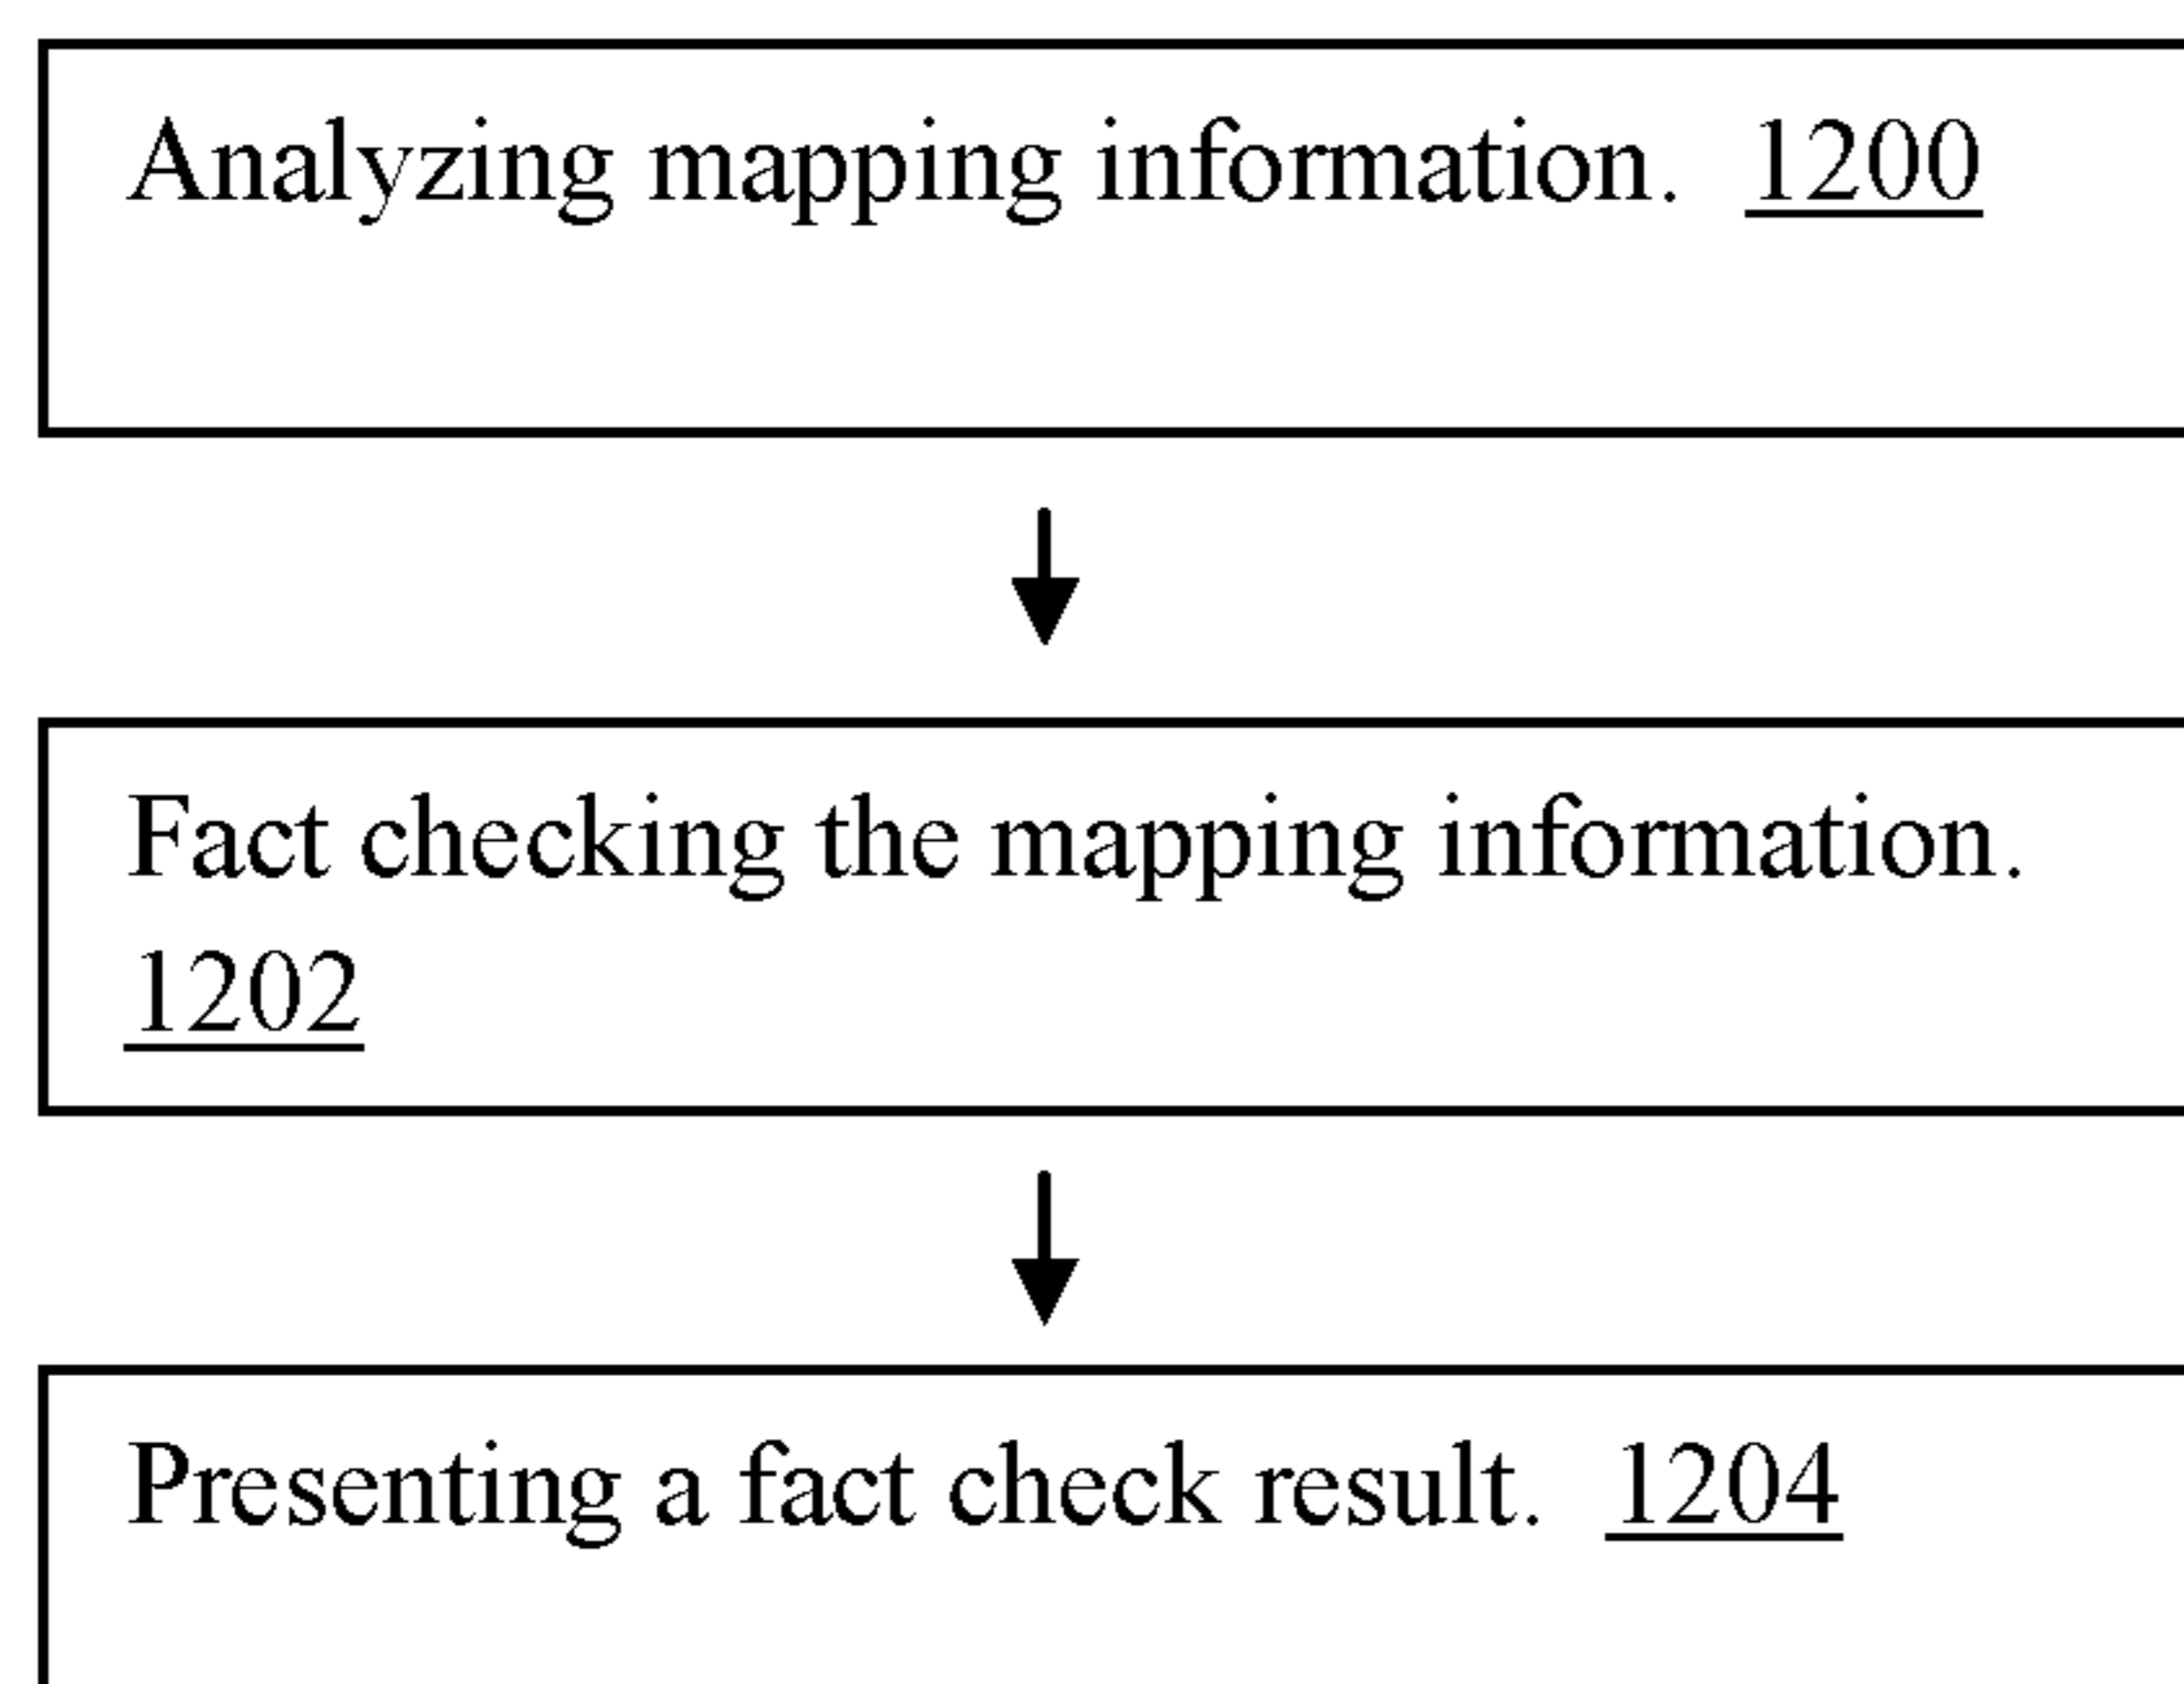 Analyzing mapping information. 1200
Fact checking the mapping information.
1202
Presenting a fact check result. 1204